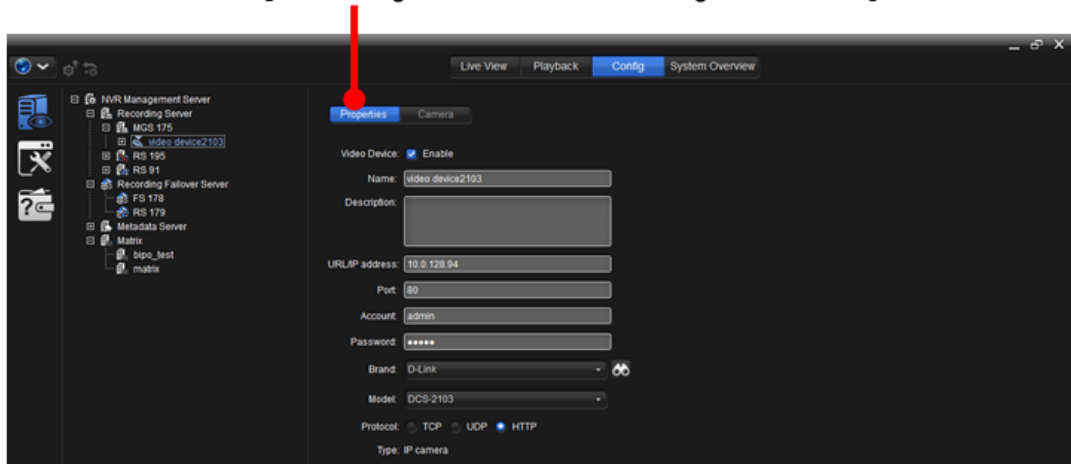 Live View Playback Config System Overview
NVR Management Server
Recording Server
MGS 175
video device2103
RS 195
RS 91
Recording Failover Server
FS 178
RS 179
Metadata Server
Matrix
bipo_test
matrix
Properties Camera
Video Device: Enable
Name: video device2103
Description:
URL/IP address: 10.0.128.94
Port: 80
Account: admin
Password: •••••
Brand: D-Link
Model: DCS-2103
Protocol: TCP UDP HTTP
Type: IP camera